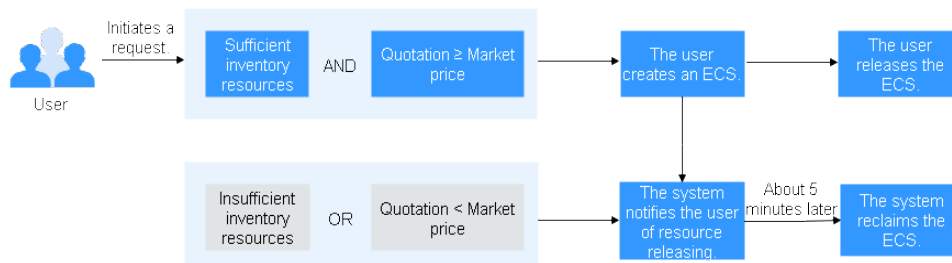 Initiates a
request.
User
Sufficient
inventory
resources
AND
Quotation ≥ Market
price
The user
creates an ECS.
The user
releases the
ECS.
Insufficient
inventory
resources
OR
Quotation < Market
price
The system
notifies the user
of resource
releasing.
About 5
minutes later
The system
reclaims the
ECS.